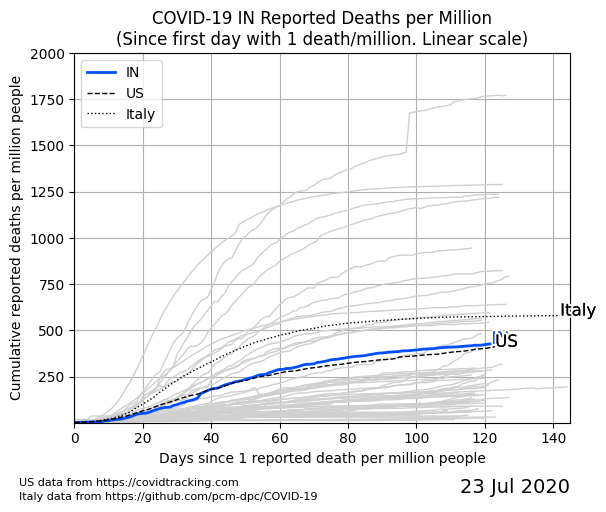 COVID-19 IN Reported Deaths per Million
(Since first day with 1 death/million. Linear scale)
IN
US
Italy
Cumulative reported deaths per million people
2000
1750
1500
1250
1000
750
500
250
Italy
IN
US
0 20 40 60 80 100 120 140
Days since 1 reported death per million people
US data from https://covidtracking.com
Italy data from https://github.com/pcm-dpc/COVID-19
23 Jul 2020